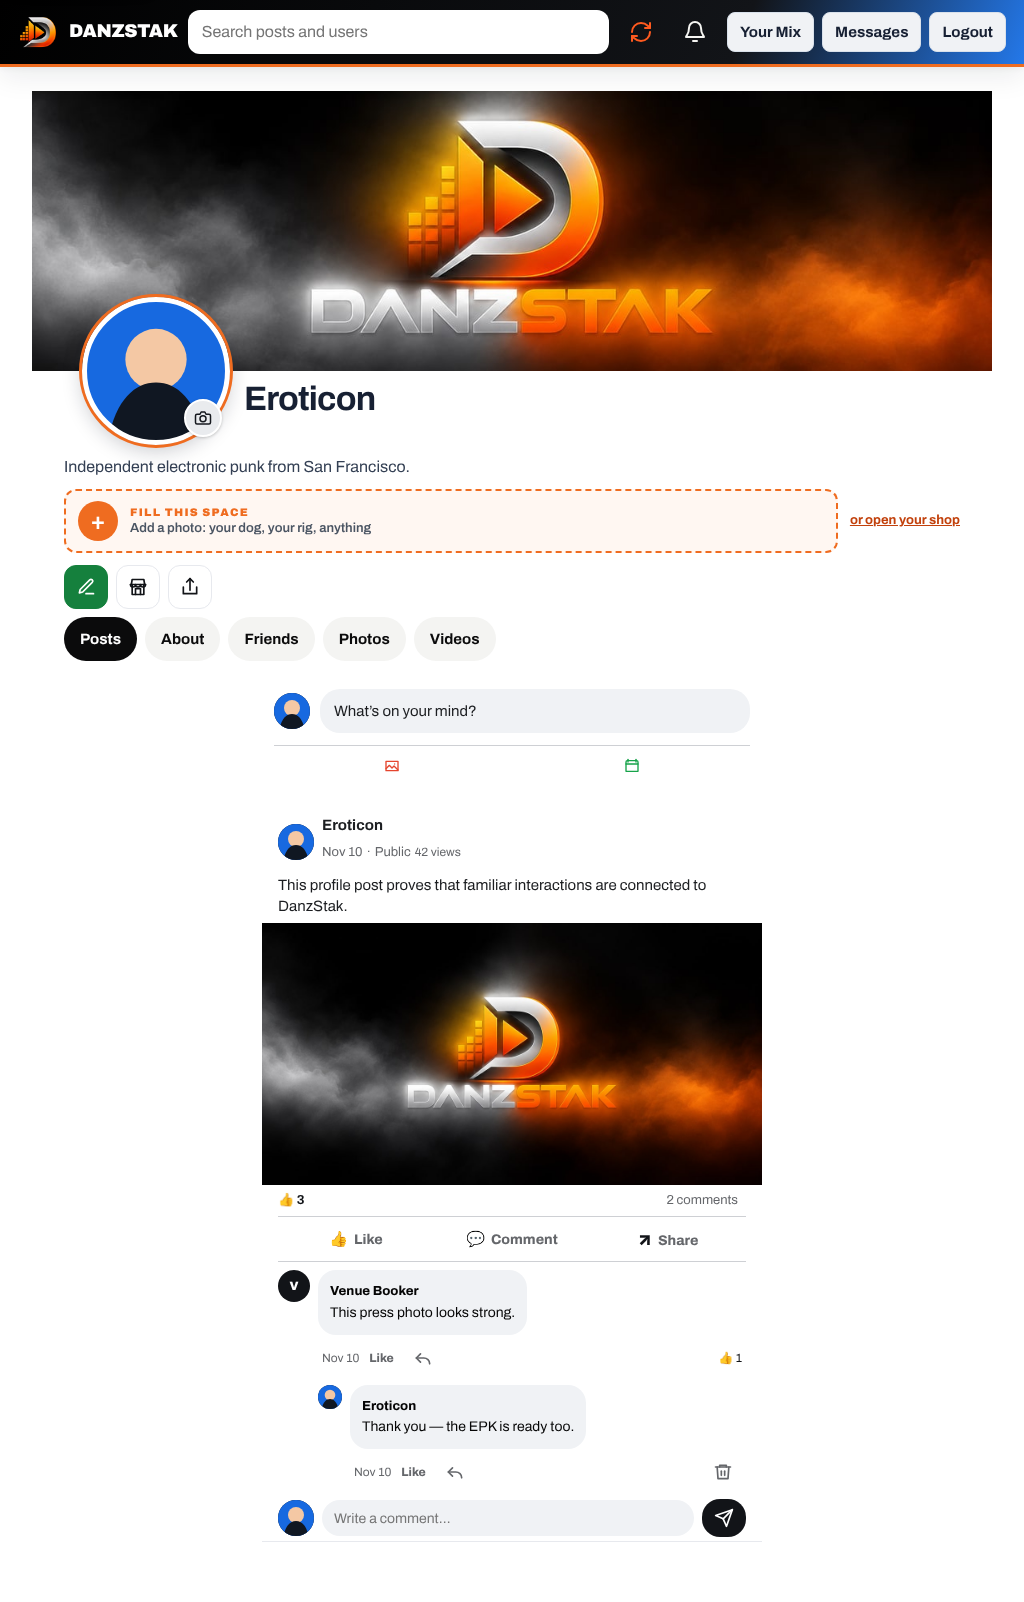 DANZSTAK
Search posts and users
Your Mix
Messages
Logout
DANZSTAK
Eroticon
Independent electronic punk from San Francisco.
+
FILL THIS SPACE
Add a photo: your dog, your rig, anything
or open your shop
Posts
About
Friends
Photos
Videos
What's on your mind?
Eroticon
Nov 10 · Public 42 views
This profile post proves that familiar interactions are connected to
DanzStak.
DANZSTAK
👍 3
2 comments
👍 Like
💬 Comment
Share
V
Venue Booker
This press photo looks strong.
Nov 10 Like
👍 1
Eroticon
Thank you — the EPK is ready too.
Nov 10 Like
Write a comment...